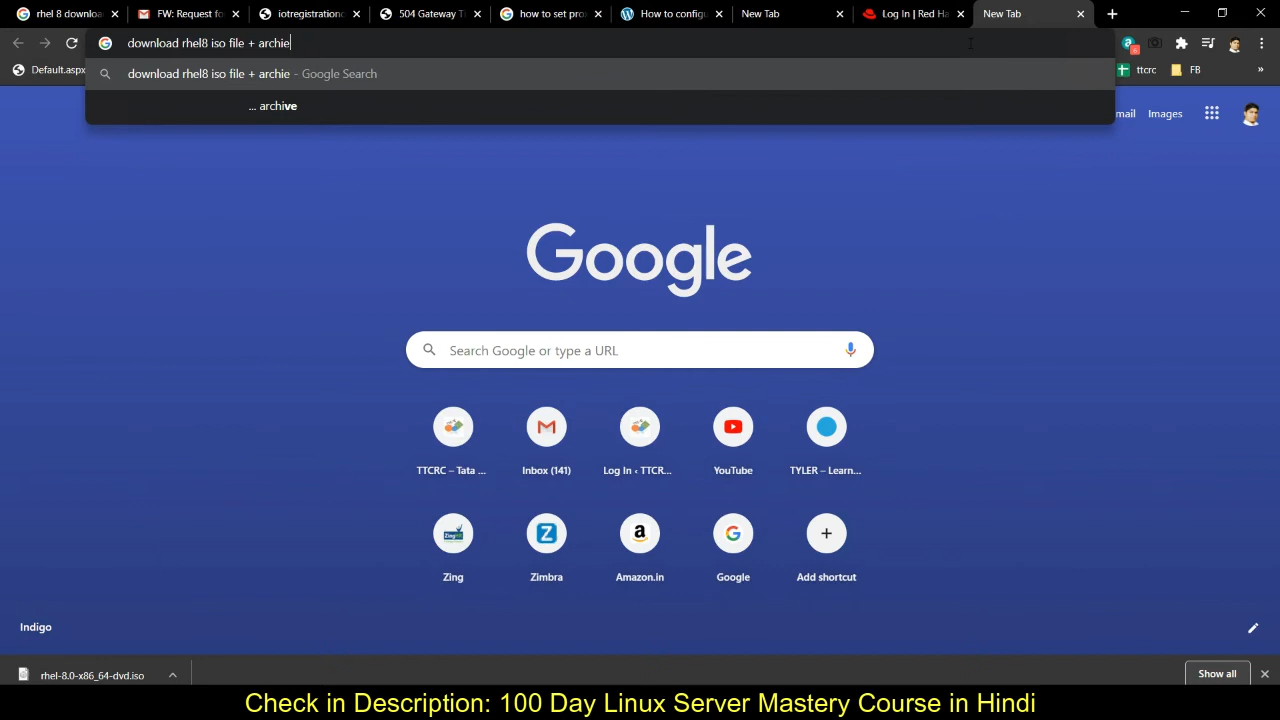 rhel 8 downloa
FW: Request fo
iotregistration
504 Gateway Ti
how to set prox
How to configu
New Tab
Log In | Red Ha
New Tab
download rhel8 iso file + archie
Default.aspx
download rhel8 iso file + archie - Google Search
... archive
ttcrc
FB
»
mail
Images
Google
Search Google or type a URL
TTCRC – Tata ...
Inbox (141)
Log In ‹ TTCR...
YouTube
TYLER – Learn...
Zing
Zimbra
Amazon.in
Google
Add shortcut
Indigo
rhel-8.0-x86_64-dvd.iso
Show all
Check in Description: 100 Day Linux Server Mastery Course in Hindi